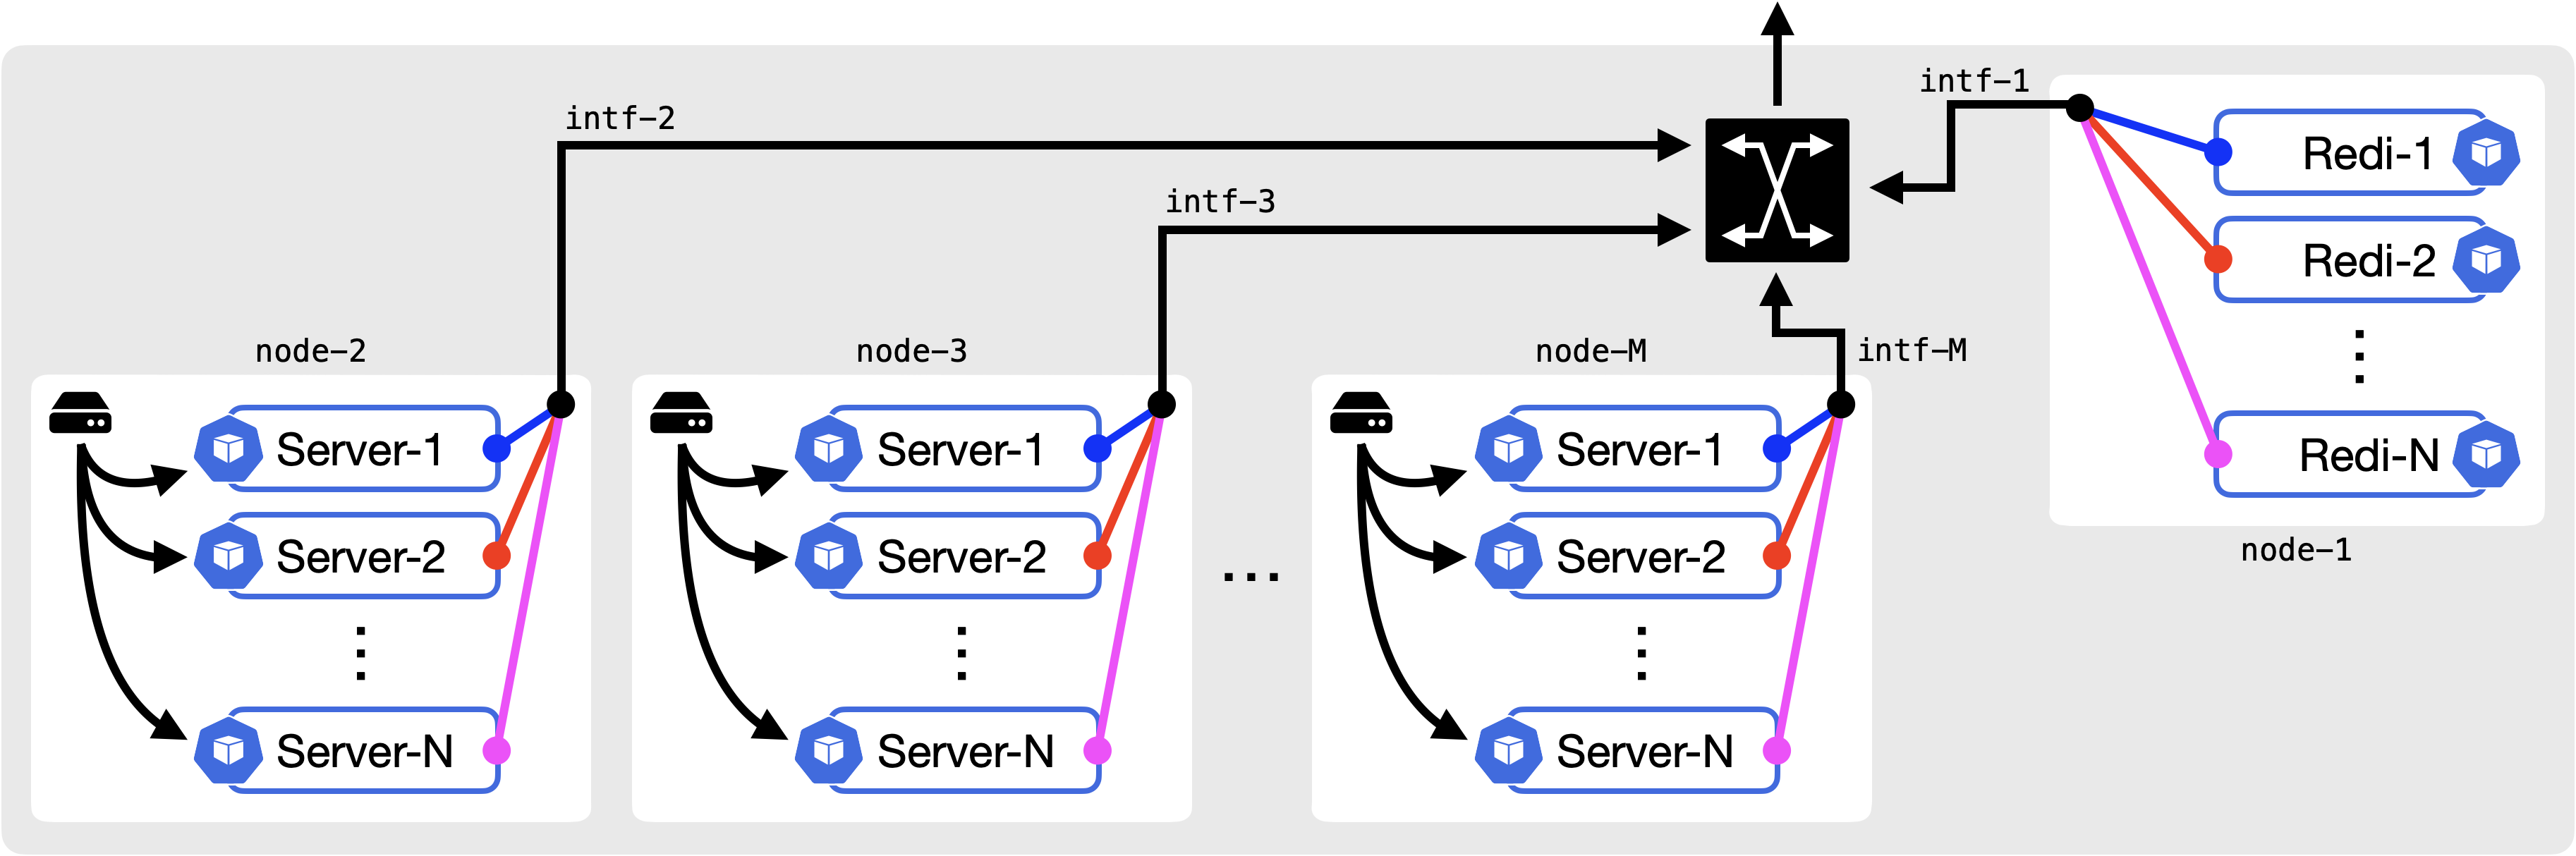 intf-1
intf-2
intf-3
Redi-1
Redi-2
⋮
Redi-N
node-1
node-2
Server-1
Server-2
⋮
Server-N
node-3
Server-1
Server-2
⋮
Server-N
...
node-M
intf-M
Server-1
Server-2
⋮
Server-N